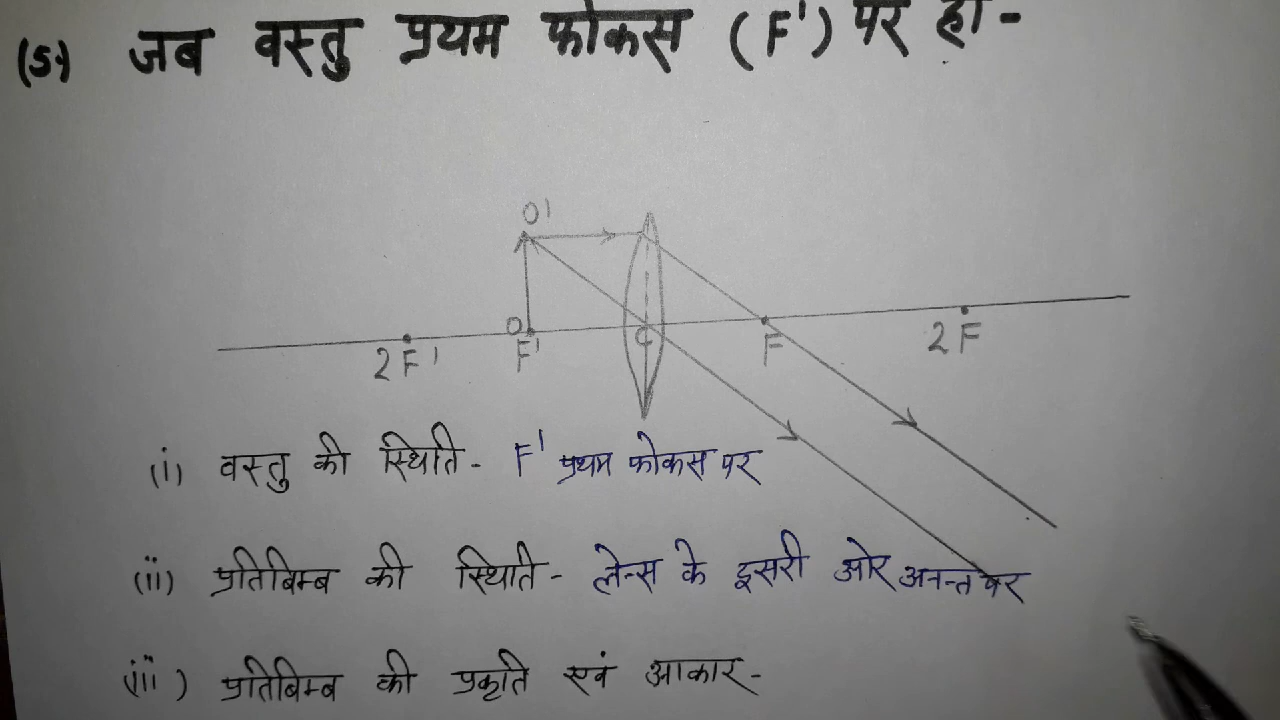 (5.) जब वस्तु प्रथम फोकस (F') पर हो -
O'
O
2F'
F'
C
F
2F
(i) वस्तु की स्थिति - F' प्रथम फोकस पर
(ii) प्रतिबिम्ब की स्थिति - लेन्स के दूसरी ओर अनन्त पर
(iii) प्रतिबिम्ब की प्रकृति एवं आकार -